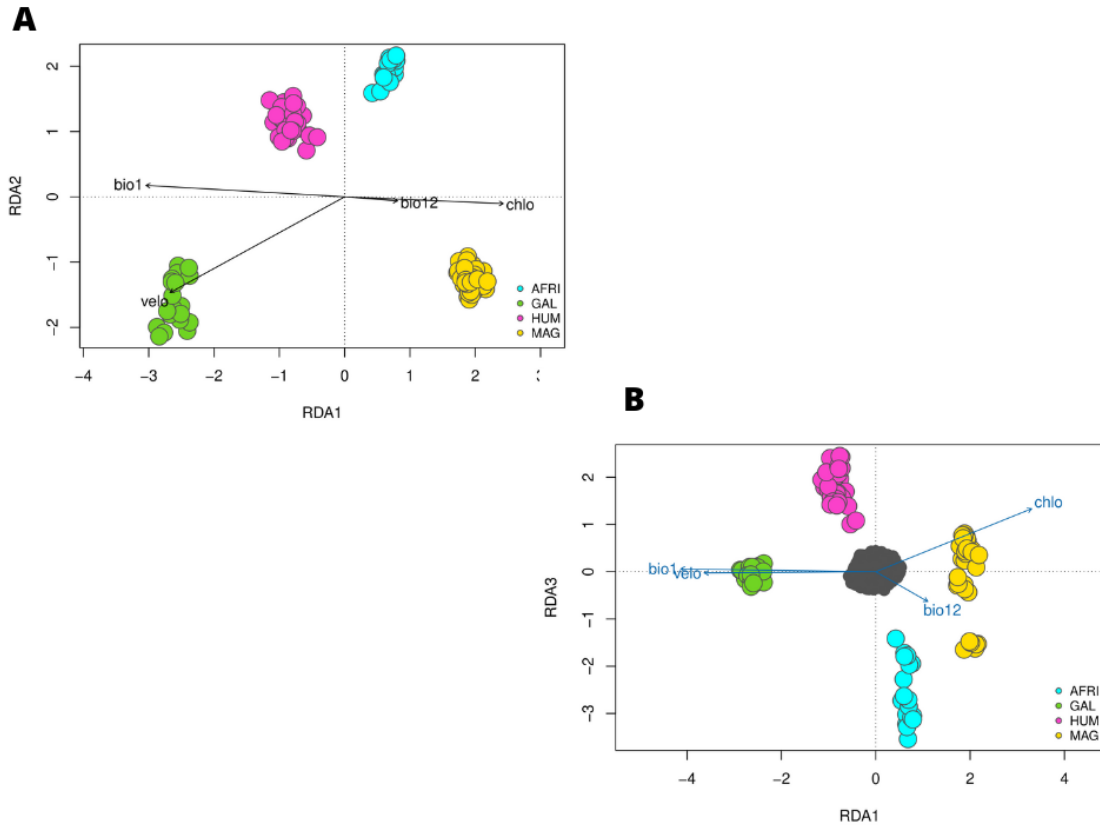 A
RDA2
2
1
0
−1
−2
bio1
bio12
chlo
velo
AFRI
GAL
HUM
MAG
−4 −3 −2 −1 0 1 2
RDA1
B
RDA3
2
1
0
−1
−2
−3
chlo
bio1
velo
bio12
AFRI
GAL
HUM
MAG
−4 −2 0 2 4
RDA1